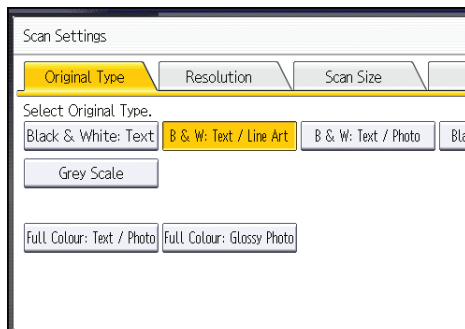 Scan Settings
Original Type Resolution Scan Size
Select Original Type.
Black & White: Text B & W: Text / Line Art B & W: Text / Photo
Grey Scale
Full Colour: Text / Photo Full Colour: Glossy Photo